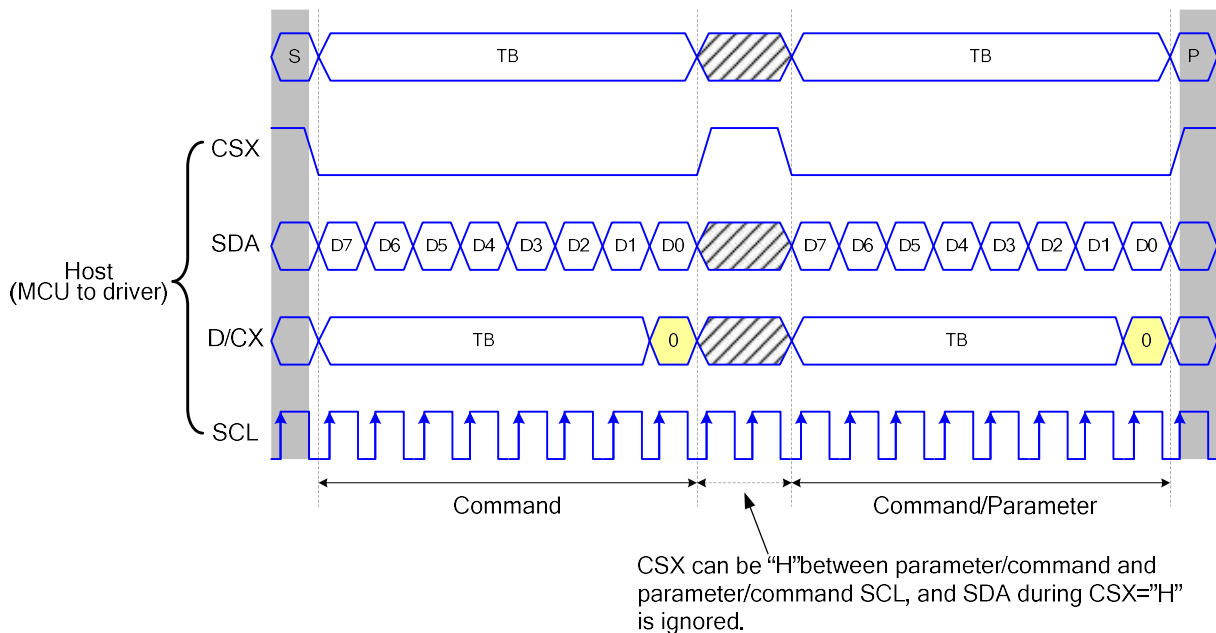 S TB TB P
CSX
SDA D7 D6 D5 D4 D3 D2 D1 D0 D7 D6 D5 D4 D3 D2 D1 D0
Host
(MCU to driver)
D/CX TB 0 TB 0
SCL
Command Command/Parameter
CSX can be “H”between parameter/command and
parameter/command SCL, and SDA during CSX=”H”
is ignored.